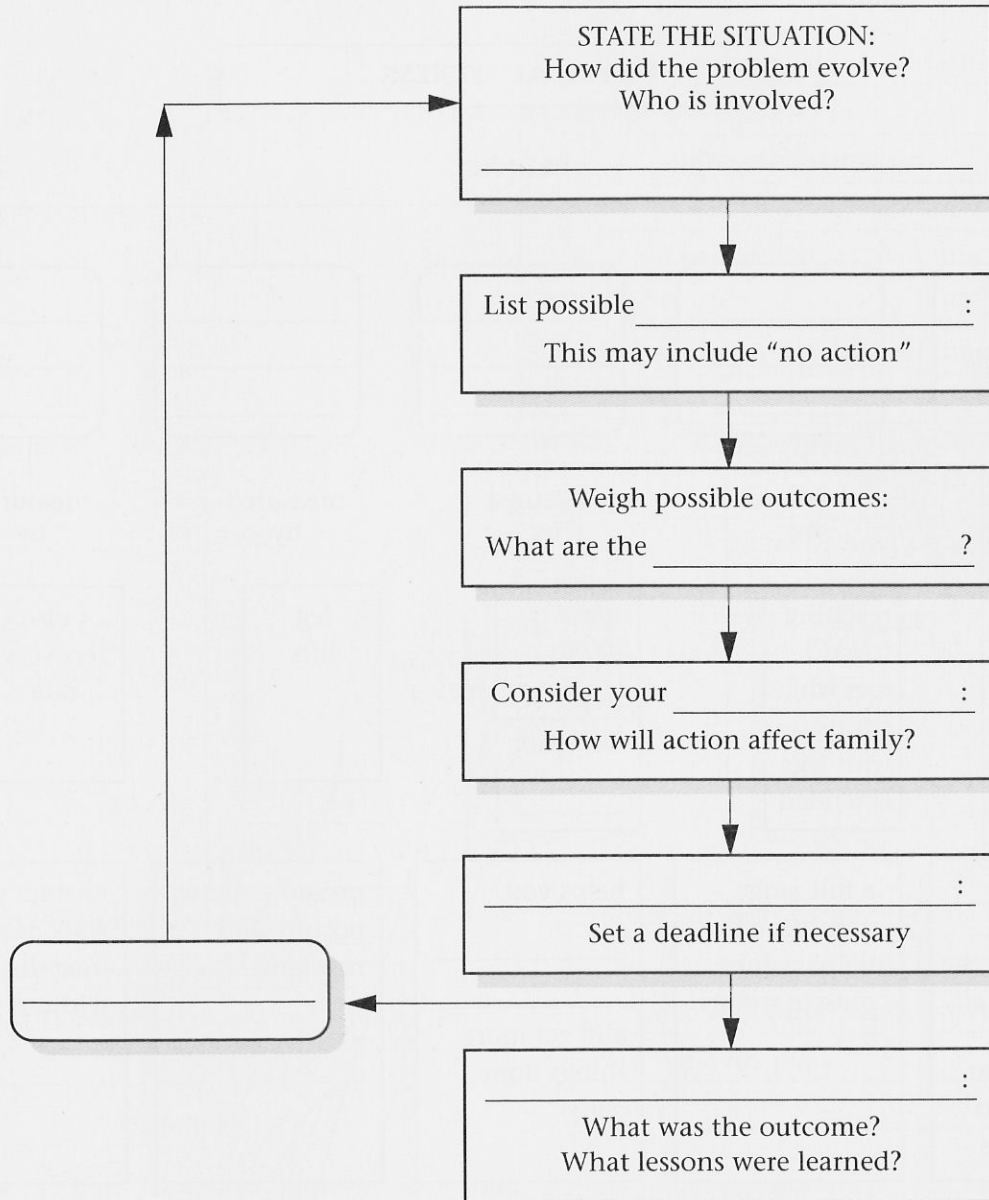 STATE THE SITUATION:
How did the problem evolve?
Who is involved?
List possible :
This may include “no action”
Weigh possible outcomes:
What are the ?
Consider your :
How will action affect family?
:
Set a deadline if necessary
:
What was the outcome?
What lessons were learned?